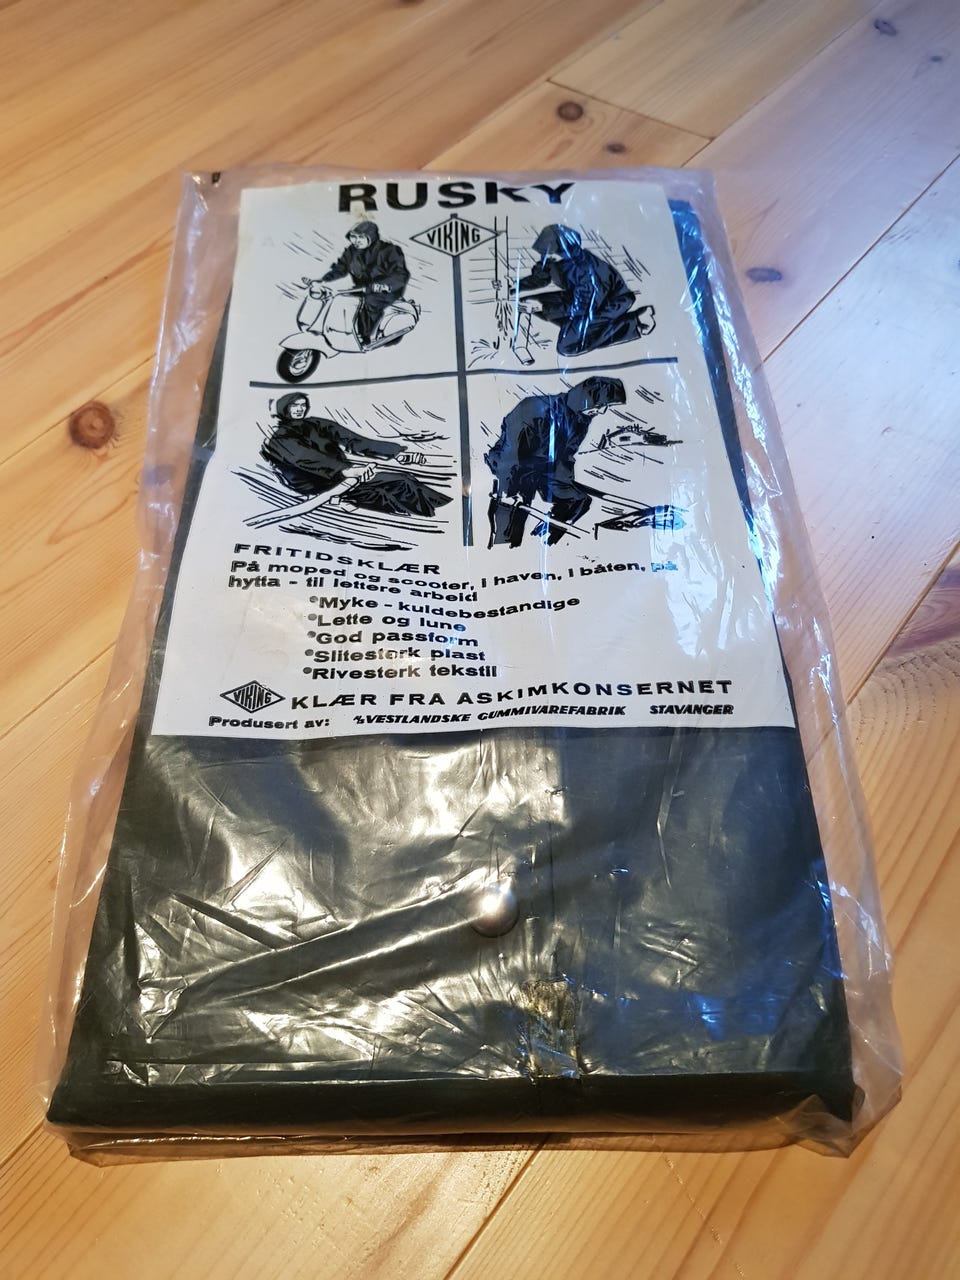 RUSKY
VIKING
FRITIDSKLÆR
På moped og scooter, i haven, i båten, på
hytta - til lettere arbeid
•Myke - kuldebestandige
•Lette og lune
•God passform
•Slitesterk plast
•Rivesterk tekstil
VIKING KLÆR FRA ASKIMKONSERNET
Produsert av: A/S VESTLANDSKE GUMMIVAREFABRIK STAVANGER